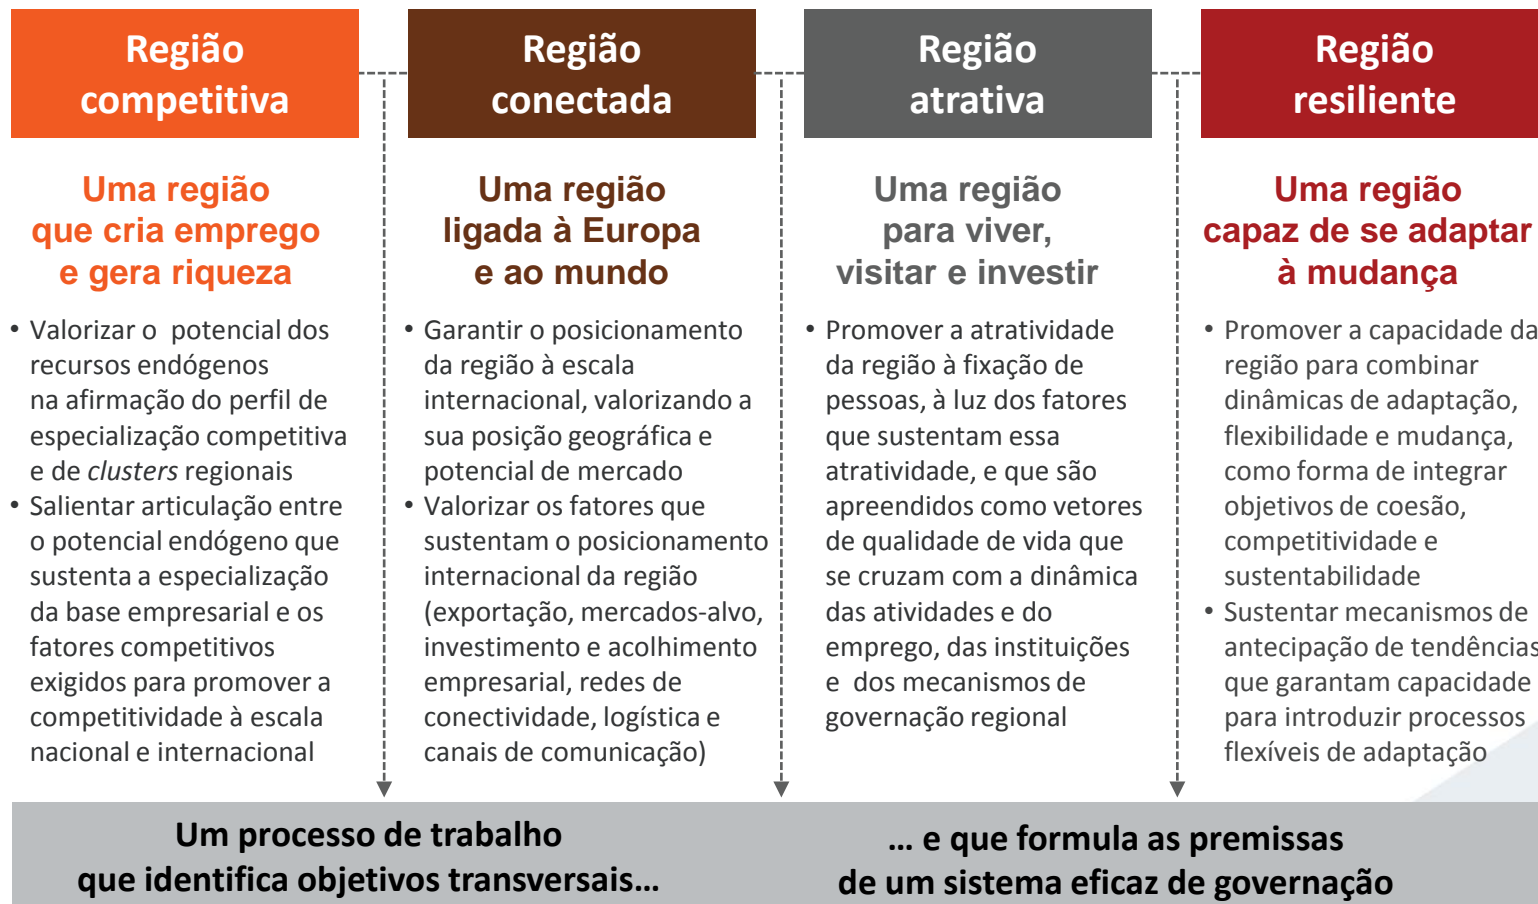 Região
competitiva
Uma região
que cria emprego
e gera riqueza
• Valorizar o  potencial dos
recursos endógenos
na afirmação do perfil de
especialização competitiva
e de clusters regionais
• Salientar articulação entre
o potencial endógeno que
sustenta a especialização
da base empresarial e os
fatores competitivos
exigidos para promover a
competitividade à escala
nacional e internacional
Região
conectada
Uma região
ligada à Europa
e ao mundo
• Garantir o posicionamento
da região à escala
internacional, valorizando a
sua posição geográfica e
potencial de mercado
• Valorizar os fatores que
sustentam o posicionamento
internacional da região
(exportação, mercados-alvo,
investimento e acolhimento
empresarial, redes de
conectividade, logística e
canais de comunicação)
Região
atrativa
Uma região
para viver,
visitar e investir
• Promover a atratividade
da região à fixação de
pessoas, à luz dos fatores
que sustentam essa
atratividade, e que são
apreendidos como vetores
de qualidade de vida que
se cruzam com a dinâmica
das atividades e do
emprego, das instituições
e  dos mecanismos de
governação regional
Região
resiliente
Uma região
capaz de se adaptar
à mudança
• Promover a capacidade da
região para combinar
dinâmicas de adaptação,
flexibilidade e mudança,
como forma de integrar
objetivos de coesão,
competitividade e
sustentabilidade
• Sustentar mecanismos de
antecipação de tendências
que garantam capacidade
para introduzir processos
flexíveis de adaptação
Um processo de trabalho
que identifica objetivos transversais…
… e que formula as premissas
de um sistema eficaz de governação